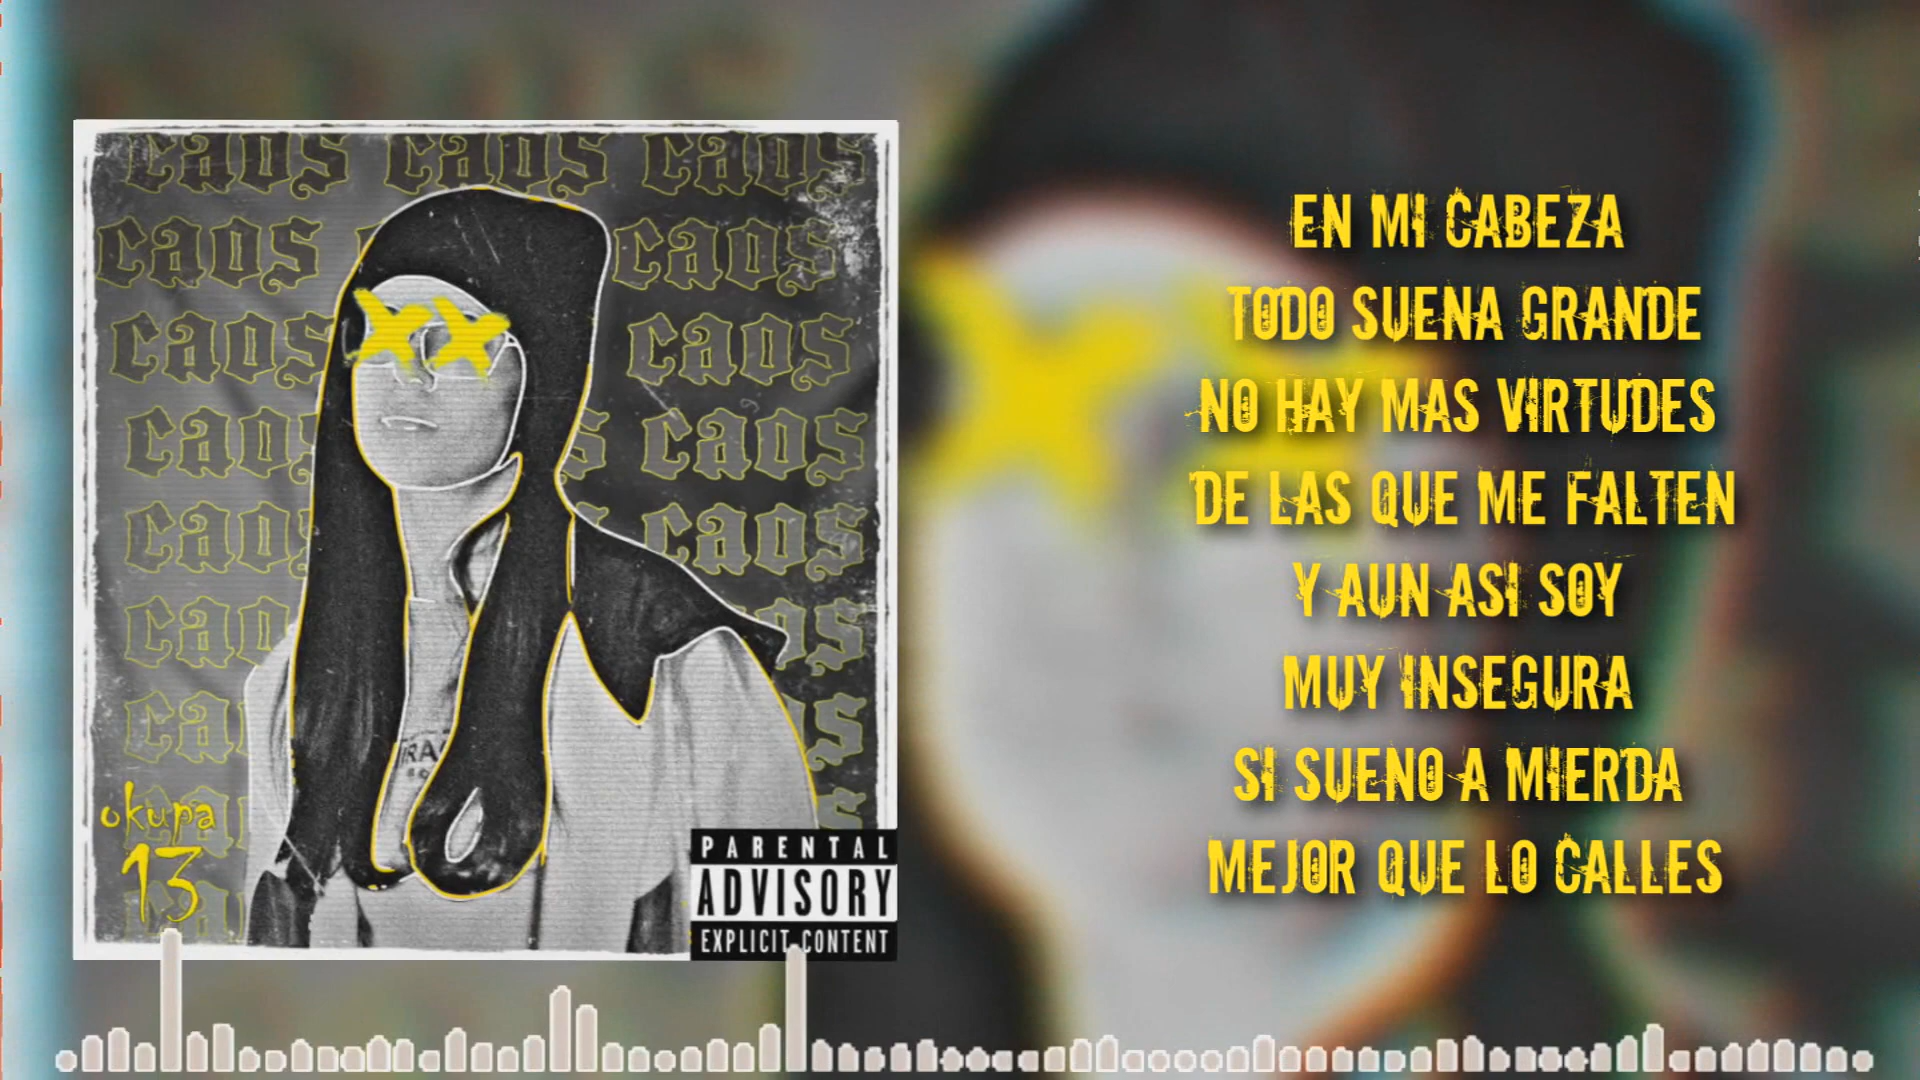 caos caos caos
caos caos
caos caos
caos caos
caos caos
okupa
13
PARENTAL
ADVISORY
EXPLICIT CONTENT
EN MI CABEZA
TODO SUENA GRANDE
NO HAY MAS VIRTUDES
DE LAS QUE ME FALTEN
Y AUN ASI SOY
MUY INSEGURA
SI SUENO A MIERDA
MEJOR QUE LO CALLES